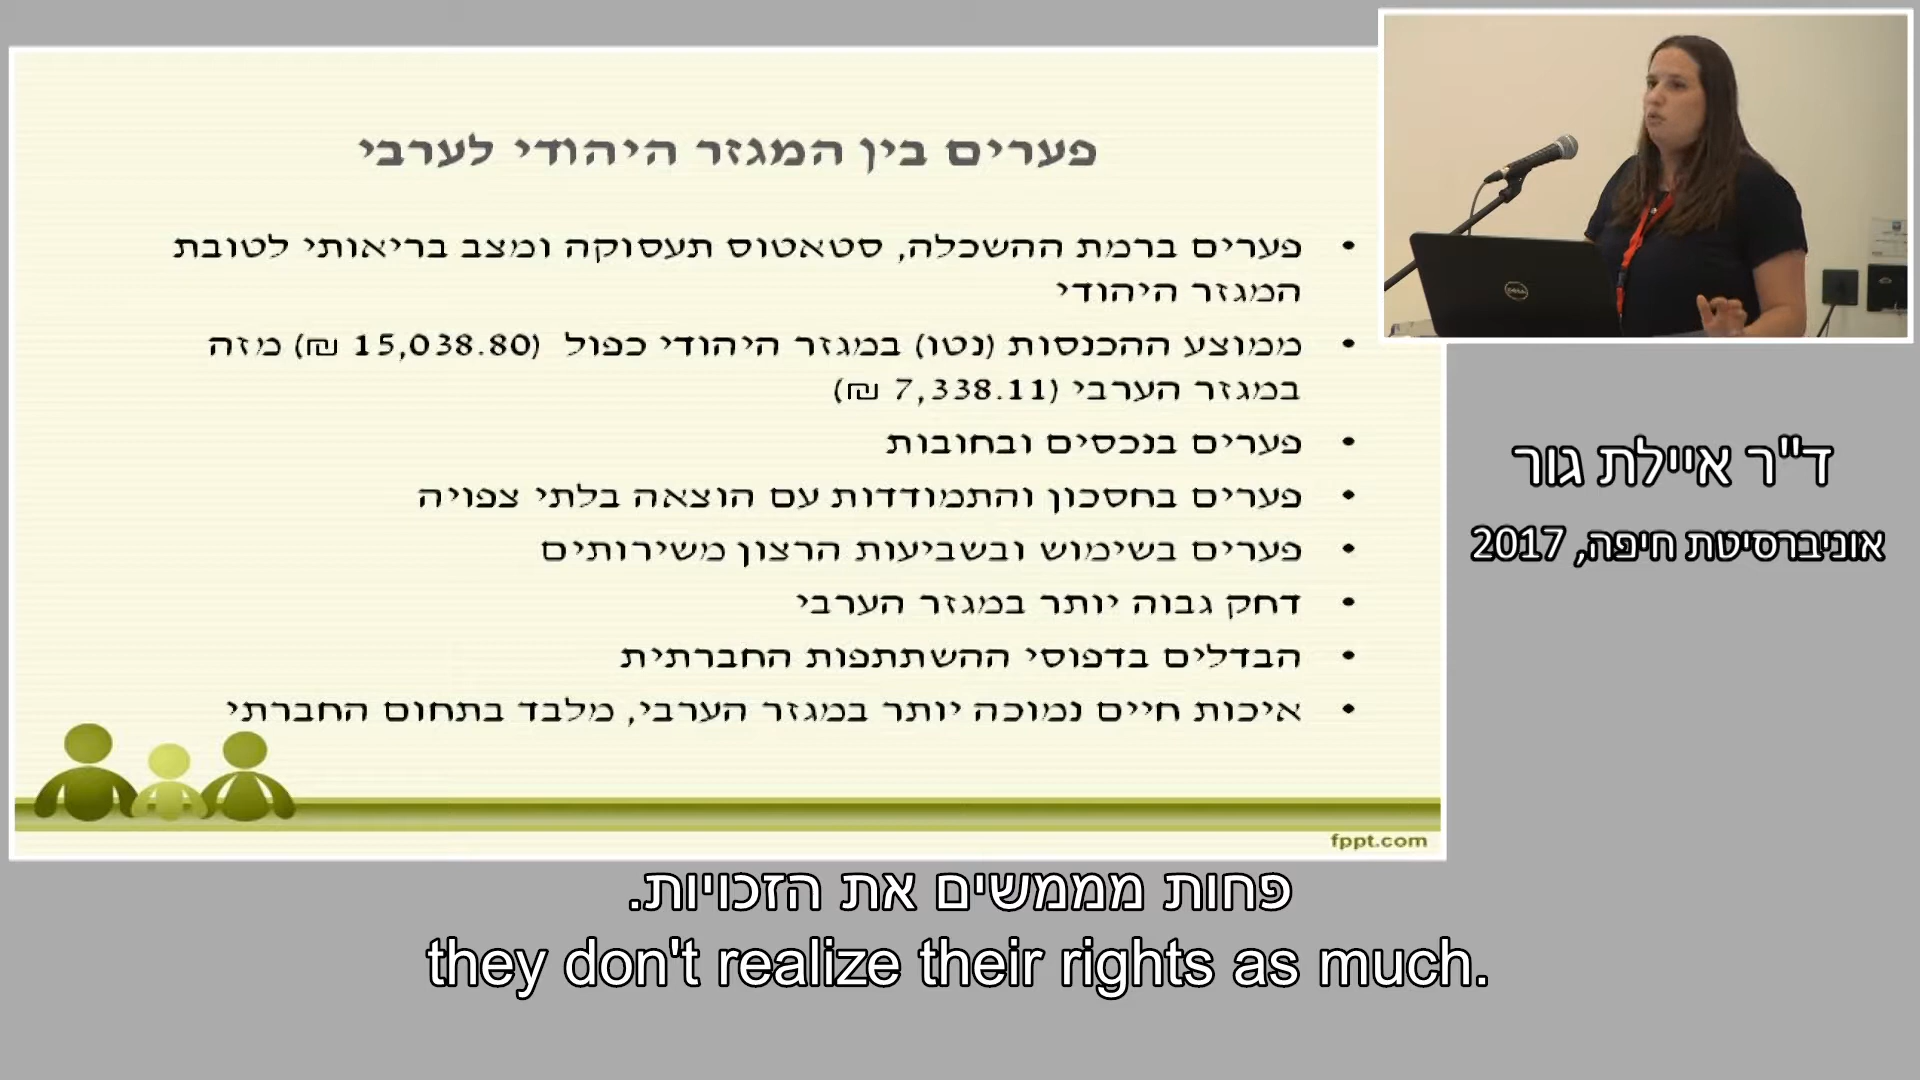 פערים בין המגזר היהודי לערבי
• פערים ברמת ההשכלה, סטאטוס תעסוקה ומצב בריאותי לטובת
המגזר היהודי
• ממוצע ההכנסות (נטו) במגזר היהודי כפול (15,038.80 ₪) מזה
במגזר הערבי (7,338.11 ₪)
• פערים בנכסים ובחובות
• פערים בחסכון והתמודדות עם הוצאה בלתי צפויה
• פערים בשימוש ובשביעות הרצון משירותים
• דחק גבוה יותר במגזר הערבי
• הבדלים בדפוסי ההשתתפות החברתית
• איכות חיים נמוכה יותר במגזר הערבי, מלבד בתחום החברתי
fppt.com
DELL
ד"ר איילת גור
אוניברסיטת חיפה, 2017
פחות מממשים את הזכויות.
they don't realize their rights as much.